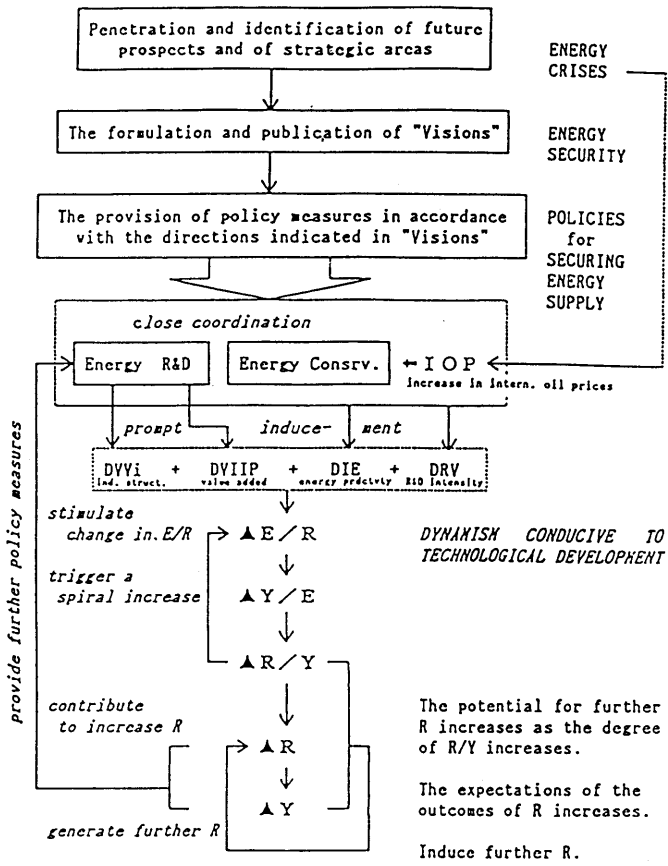 Penetration and identification of future
prospects and of strategic areas
ENERGY
CRISES
The formulation and publication of "Visions"
ENERGY
SECURITY
The provision of policy measures in accordance
with the directions indicated in "Visions"
POLICIES
for
SECURING
ENERGY
SUPPLY
close coordination
Energy R&D
Energy Consrv.
←IOP
increase in intern. oil prices
prompt induce- ment
DVYi + DVIIP + DIE + DRV
ind. struct. value added energy prdctvty R&D intensity
stimulate
change in. E/R
▲E/R
DYNAMISM CONDUCIVE TO
TECHNOLOGICAL DEVELOPMENT
trigger a
spiral increase
▲Y/E
▲R/Y
provide further policy measures
contribute
to increase R
▲R
The potential for further
R increases as the degree
of R/Y increases.
▲Y
The expectations of the
outcomes of R increases.
generate further R
Induce further R.